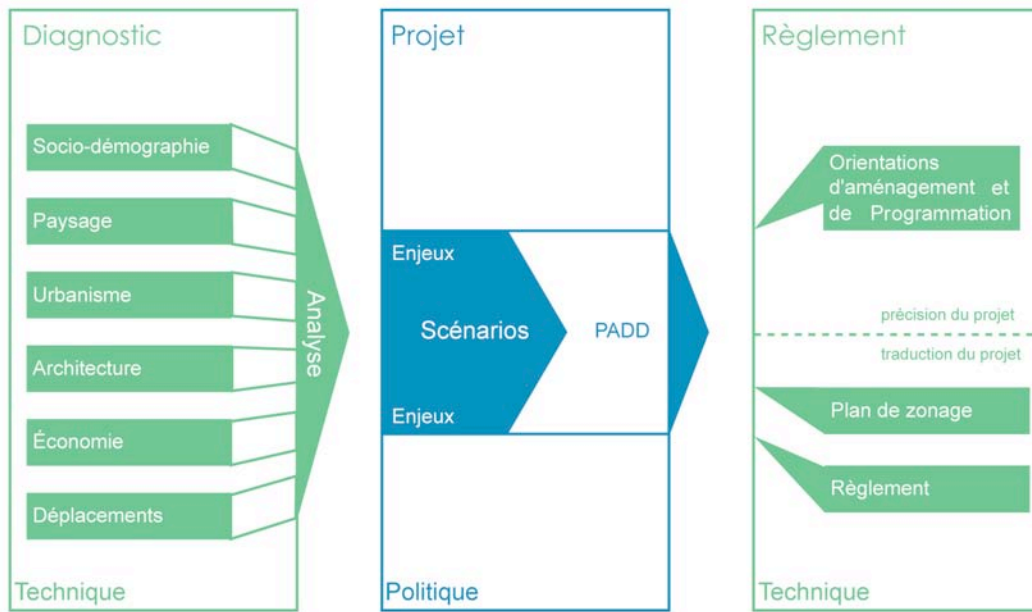 Diagnostic
Socio-démographie
Paysage
Urbanisme
Architecture
Économie
Déplacements
Analyse
Technique
Projet
Enjeux
Scénarios
PADD
Enjeux
Politique
Règlement
Orientations
d'aménagement et
de Programmation
précision du projet
traduction du projet
Plan de zonage
Règlement
Technique